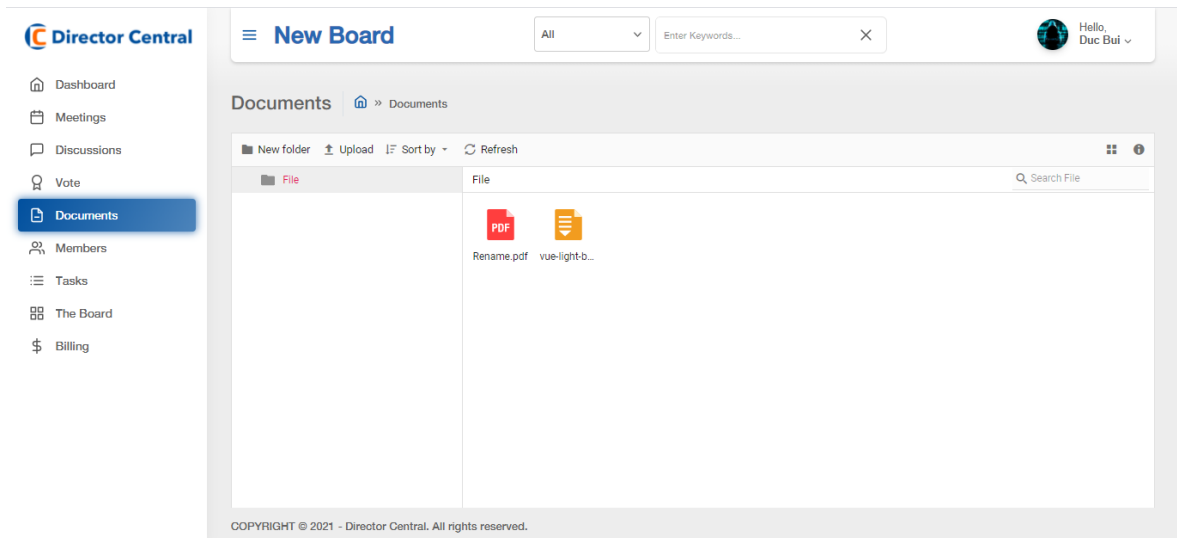 Director Central
New Board
All
Enter Keywords...
Hello,
Duc Bui
Dashboard
Meetings
Discussions
Vote
Documents
Members
Tasks
The Board
Billing
Documents
» Documents
New folder Upload Sort by Refresh
File
File
Search File
PDF
Rename.pdf vue-light-b...
COPYRIGHT © 2021 - Director Central. All rights reserved.